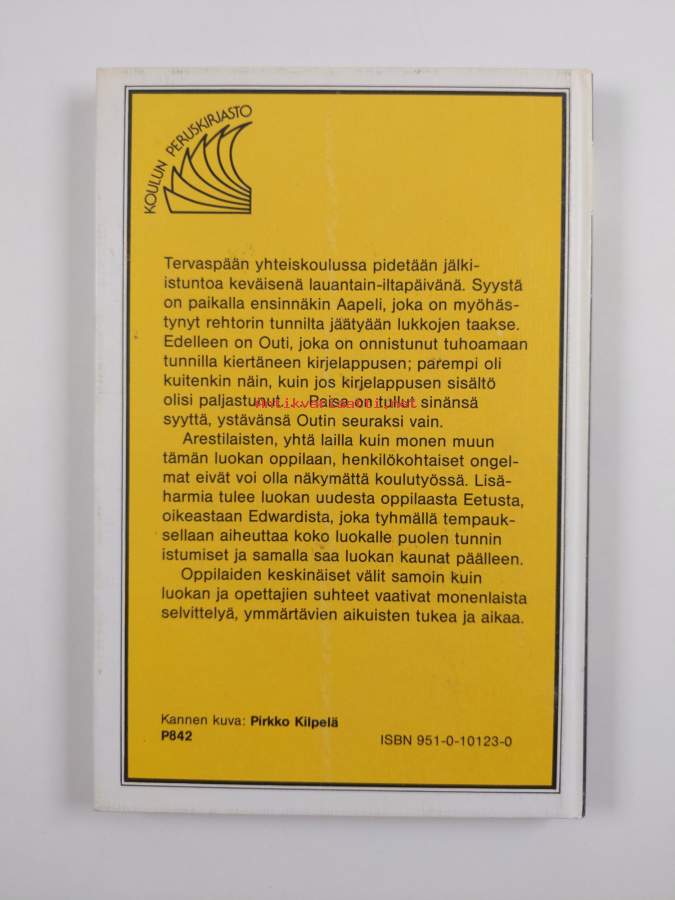 KOULUN PERUSKIRJASTO
Tervaspään yhteiskoulussa pidetään jälki-
istuntoa keväisenä lauantain-iltapäivänä. Syystä
on paikalla ensinnäkin Aapeli, joka on myöhäs-
tynyt rehtorin tunnilta jäätyään lukkojen taakse.
Edelleen on Outi, joka on onnistunut tuhoamaan
tunnilla kiertäneen kirjelappusen; parempi oli
kuitenkin näin, kuin jos kirjelappusen sisältö
olisi paljastunut ... Raisa on tullut sinänsä
Antikvariaatti.net
syyttä, ystävänsä Outin seuraksi vain.
Arestilaisten, yhtä lailla kuin monen muun
tämän luokan oppilaan, henkilökohtaiset ongel-
mat eivät voi olla näkymättä koulutyössä. Lisä-
harmia tulee luokan uudesta oppilaasta Eetusta,
oikeastaan Edwardista, joka tyhmällä tempauk-
sellaan aiheuttaa koko luokalle puolen tunnin
istumiset ja samalla saa luokan kaunat päälleen.
Oppilaiden keskinäiset välit samoin kuin
luokan ja opettajien suhteet vaativat monenlaista
selvittelyä, ymmärtävien aikuisten tukea ja aikaa.
Kannen kuva: Pirkko Kilpelä
P842
ISBN 951-0-10123-0